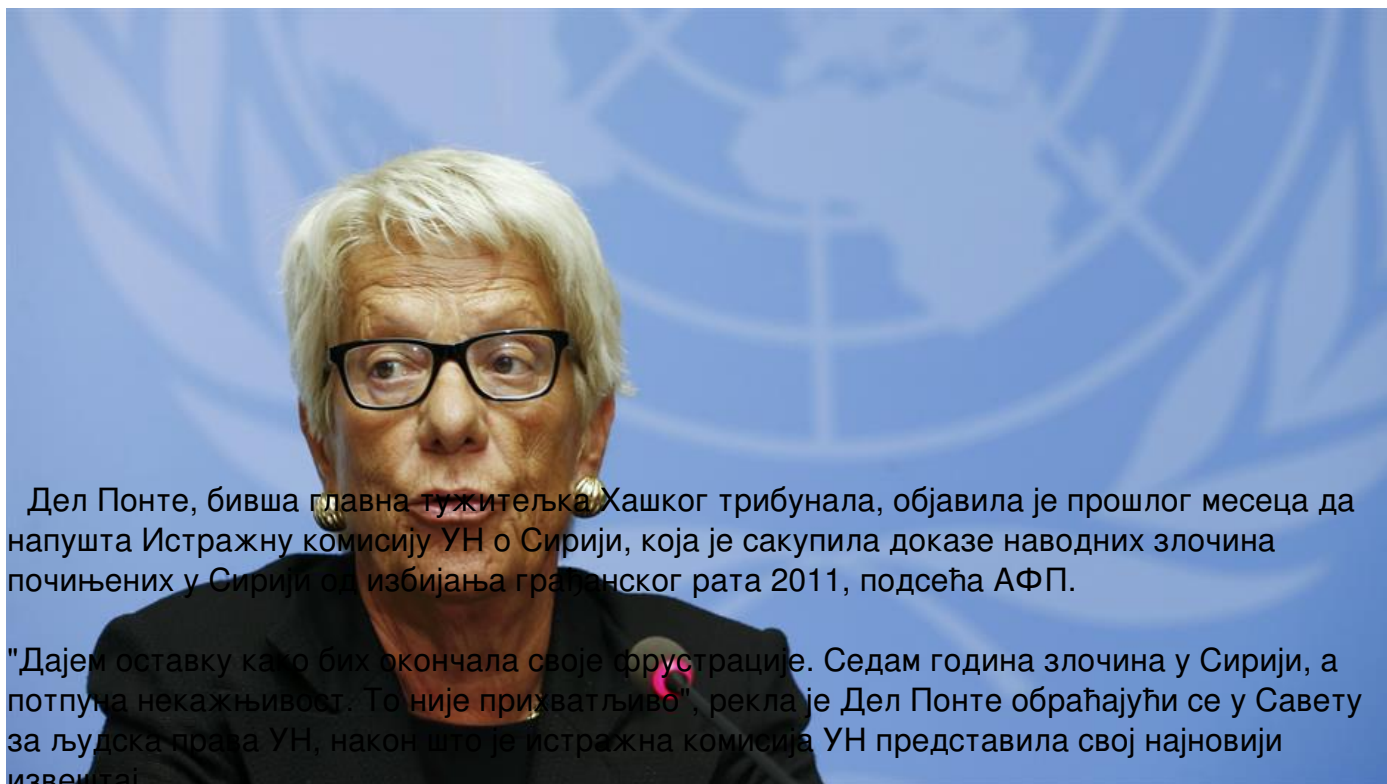 Дел Понте, бивша главна тужитељка Хашког трибунала, објавила је прошлог месеца да
напушта Истражну комисију УН о Сирији, која је сакупила доказе наводних злочина
почињених у Сирији од избијања грађанског рата 2011, подсећа АФП.
"Дајем оставку како бих окончала своје фрустрације. Седам година злочина у Сирији, а
потпуна некажњивост. То није прихватљиво", рекла је Дел Понте обраћајући се у Савету
за људска права УН, након што је истражна комисија УН представила свој најновији
извештај